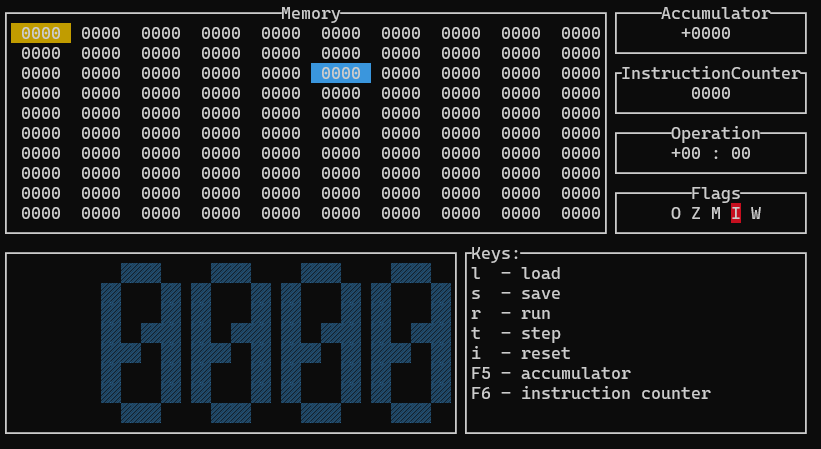 Memory
0000 0000 0000 0000 0000 0000 0000 0000 0000 0000
0000 0000 0000 0000 0000 0000 0000 0000 0000 0000
0000 0000 0000 0000 0000 0000 0000 0000 0000 0000
0000 0000 0000 0000 0000 0000 0000 0000 0000 0000
0000 0000 0000 0000 0000 0000 0000 0000 0000 0000
0000 0000 0000 0000 0000 0000 0000 0000 0000 0000
0000 0000 0000 0000 0000 0000 0000 0000 0000 0000
0000 0000 0000 0000 0000 0000 0000 0000 0000 0000
0000 0000 0000 0000 0000 0000 0000 0000 0000 0000
0000 0000 0000 0000 0000 0000 0000 0000 0000 0000
Accumulator
+0000
InstructionCounter
0000
Operation
+00 : 00
Flags
O Z M I W
0000
Keys:
l – load
s – save
r – run
t – step
i – reset
F5 – accumulator
F6 – instruction counter